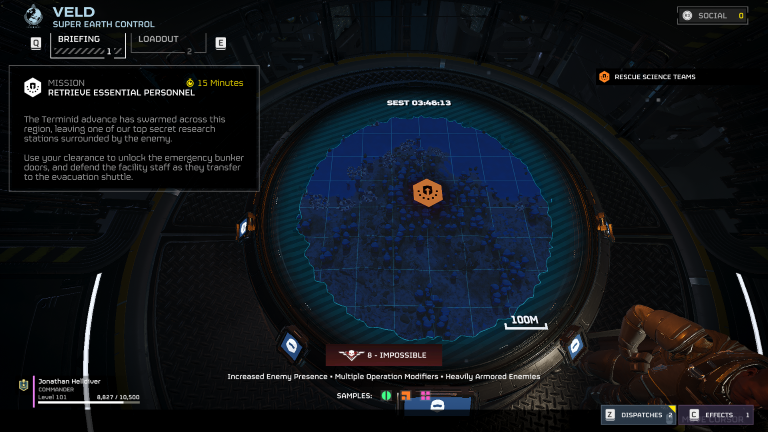 VELD
SUPER EARTH CONTROL
SOCIAL 0
Q BRIEFING 1 LOADOUT 2 E
MISSION 15 Minutes
RETRIEVE ESSENTIAL PERSONNEL
RESCUE SCIENCE TEAMS
The Terminid advance has swarmed across this
region, leaving one of our top secret research
stations surrounded by the enemy.
Use your clearance to unlock the emergency bunker
doors, and defend the facility staff as they transfer
to the evacuation shuttle.
SEST 03:46:13
100M
8 - IMPOSSIBLE
Increased Enemy Presence • Multiple Operation Modifiers • Heavily Armored Enemies
SAMPLES:
Jonathan Helldiver
COMMANDER
Level 101 8,827 / 10,500
Z DISPATCHES 2 C EFFECTS 1
CURSOR